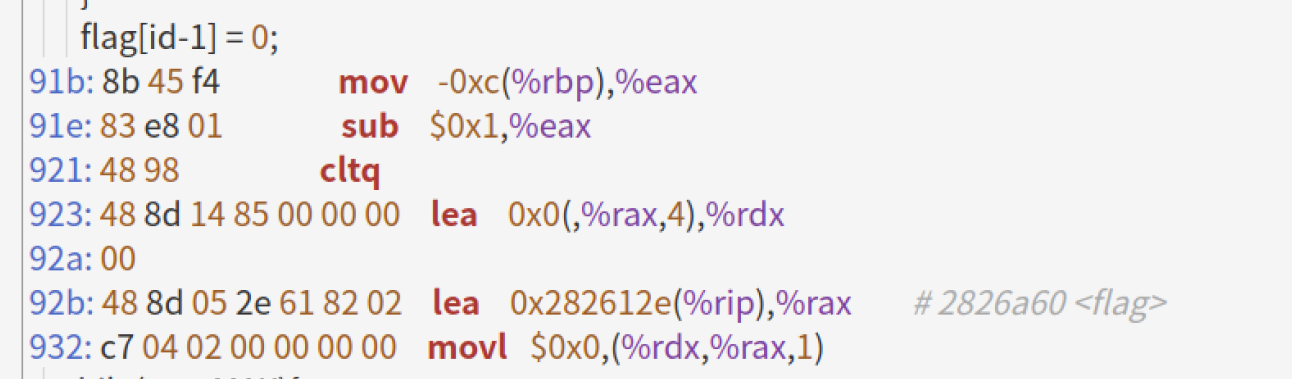 flag[id-1] = 0;
91b: 8b 45 f4 mov -0xc(%rbp),%eax
91e: 83 e8 01 sub $0x1,%eax
921: 48 98 cltq
923: 48 8d 14 85 00 00 00 lea 0x0(,%rax,4),%rdx
92a: 00
92b: 48 8d 05 2e 61 82 02 lea 0x282612e(%rip),%rax # 2826a60 <flag>
932: c7 04 02 00 00 00 00 movl $0x0,(%rdx,%rax,1)